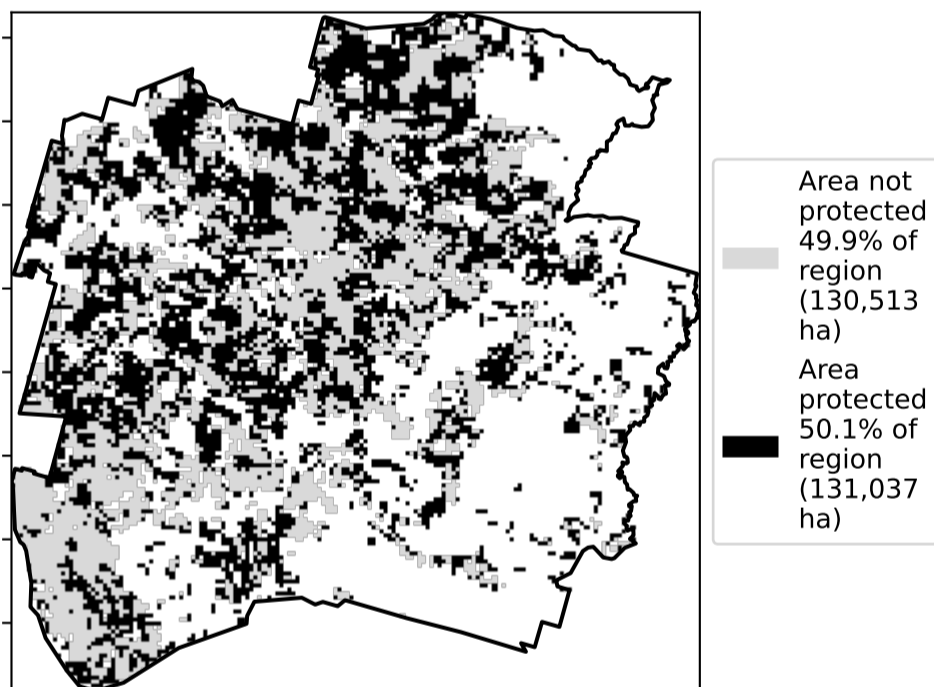 Area not
protected
49.9% of
region
(130,513
ha)
Area
protected
50.1% of
region
(131,037
ha)